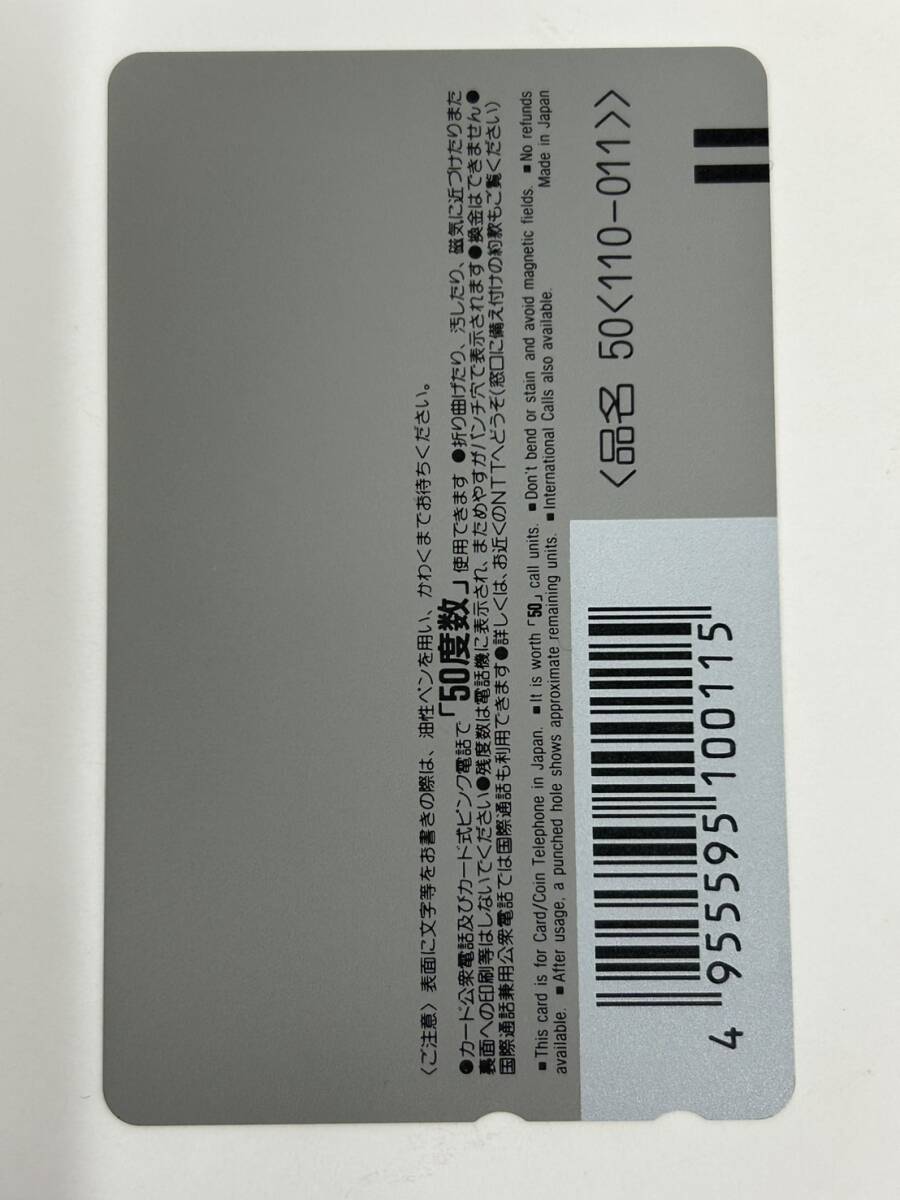 〈ご注意〉表面に文字等をお書きの際は、油性ペンを用い、かわくまでお待ちください。
●カード公衆電話及びカード式ピンク電話で「50度数」使用できます ●折り曲げたり、汚したり、磁気に近づけたりまた
裏面への印刷等はしないでください●残度数は電話機に表示され、まためやすがパンチ穴で表示されます●換金はできません●
国際通話兼用公衆電話では国際通話も利用できます●詳しくは、お近くのNTTへどうぞ(窓口に備え付けの約款もご覧ください)
■This card is for Card/Coin Telephone in Japan. ■It is worth「50」call units. ■Don't bend or stain and avoid magnetic fields. ■No refunds
available. ■After usage, a punched hole shows approximate remaining units. ■International Calls also available. Made in Japan
〈品名 50〈110-011〉〉
4 955595 100115